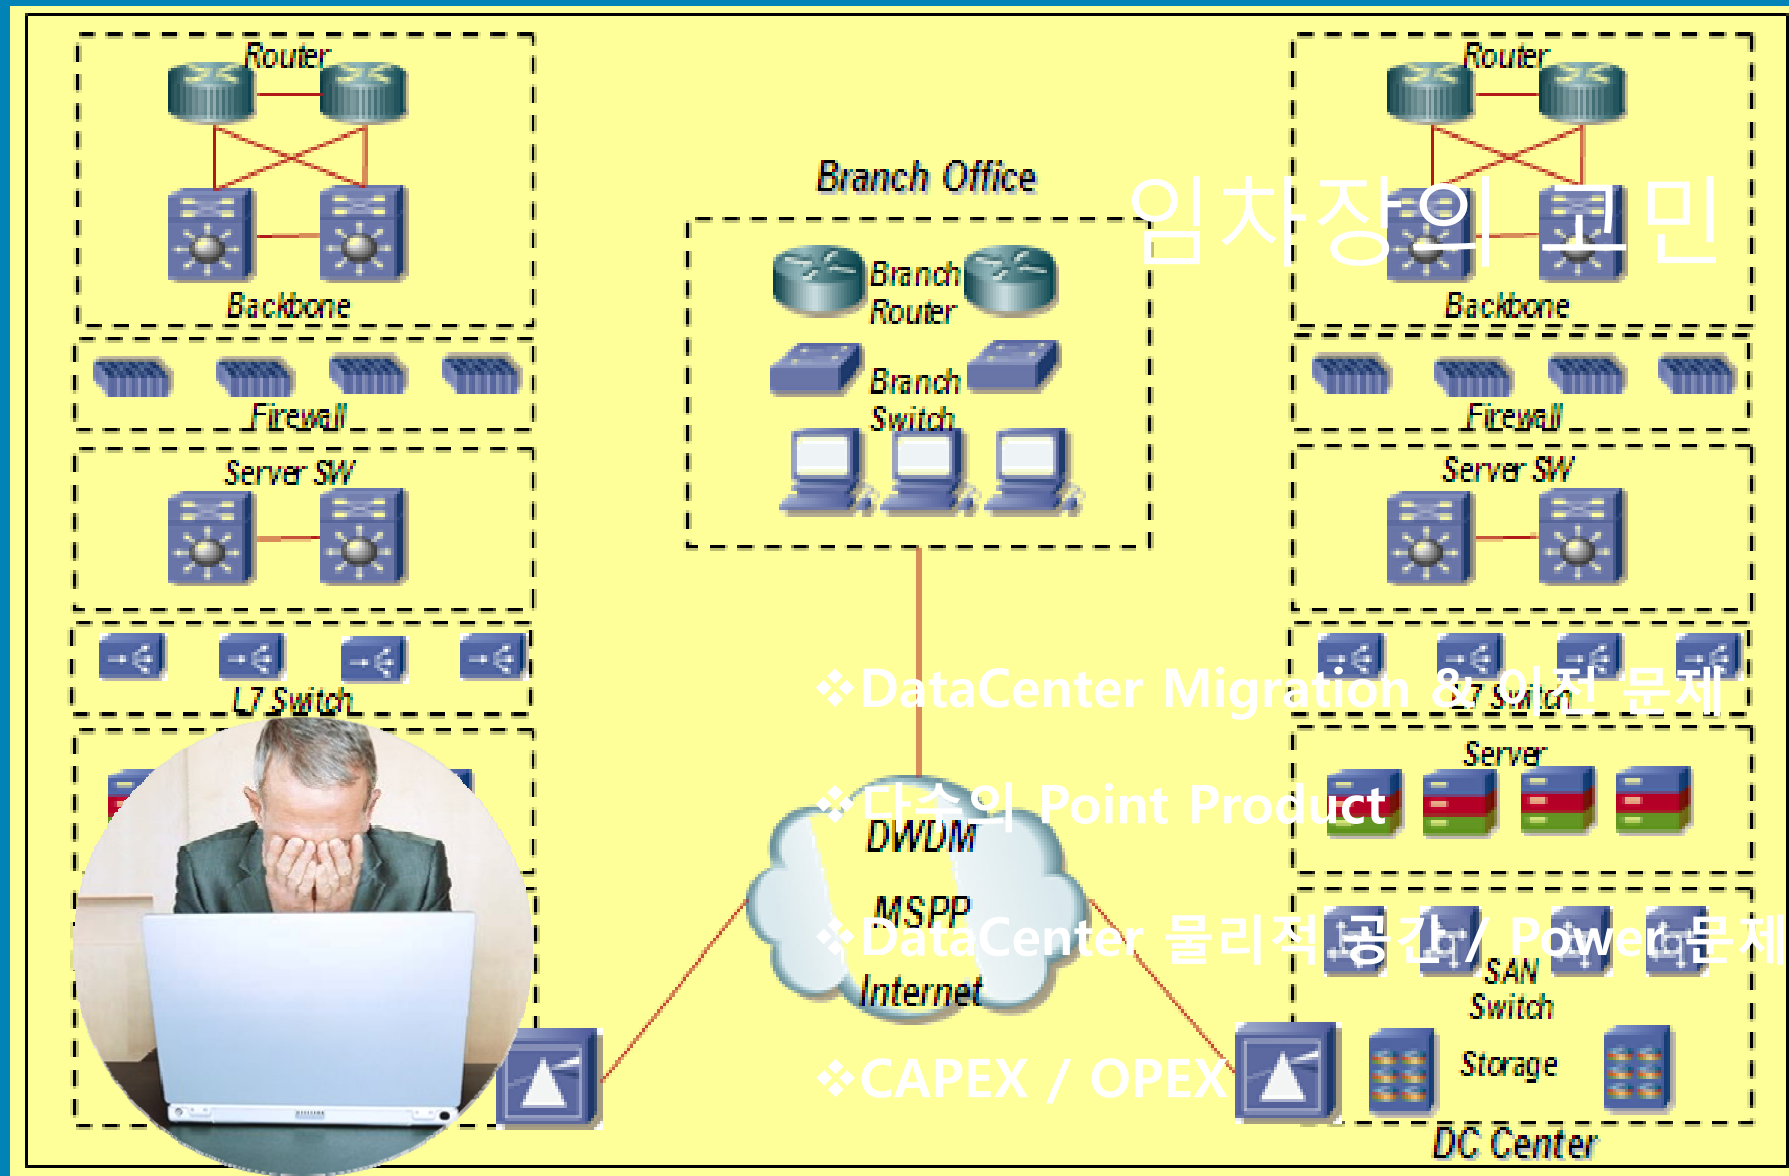 Router
Backbone
Firewall
Server SW
L7 Switch
Branch Office
Branch
Router
Branch
Switch
DWDM
MSPP
Internet
Router
Backbone
Firewall
Server SW
L7 Switch
Server
SAN
Switch
Storage
DC Center
임차장의 고민
❖DataCenter Migration & 이전 문제
❖다수의 Point Product
❖DataCenter 물리적 공간 / Power 문제
❖CAPEX / OPEX